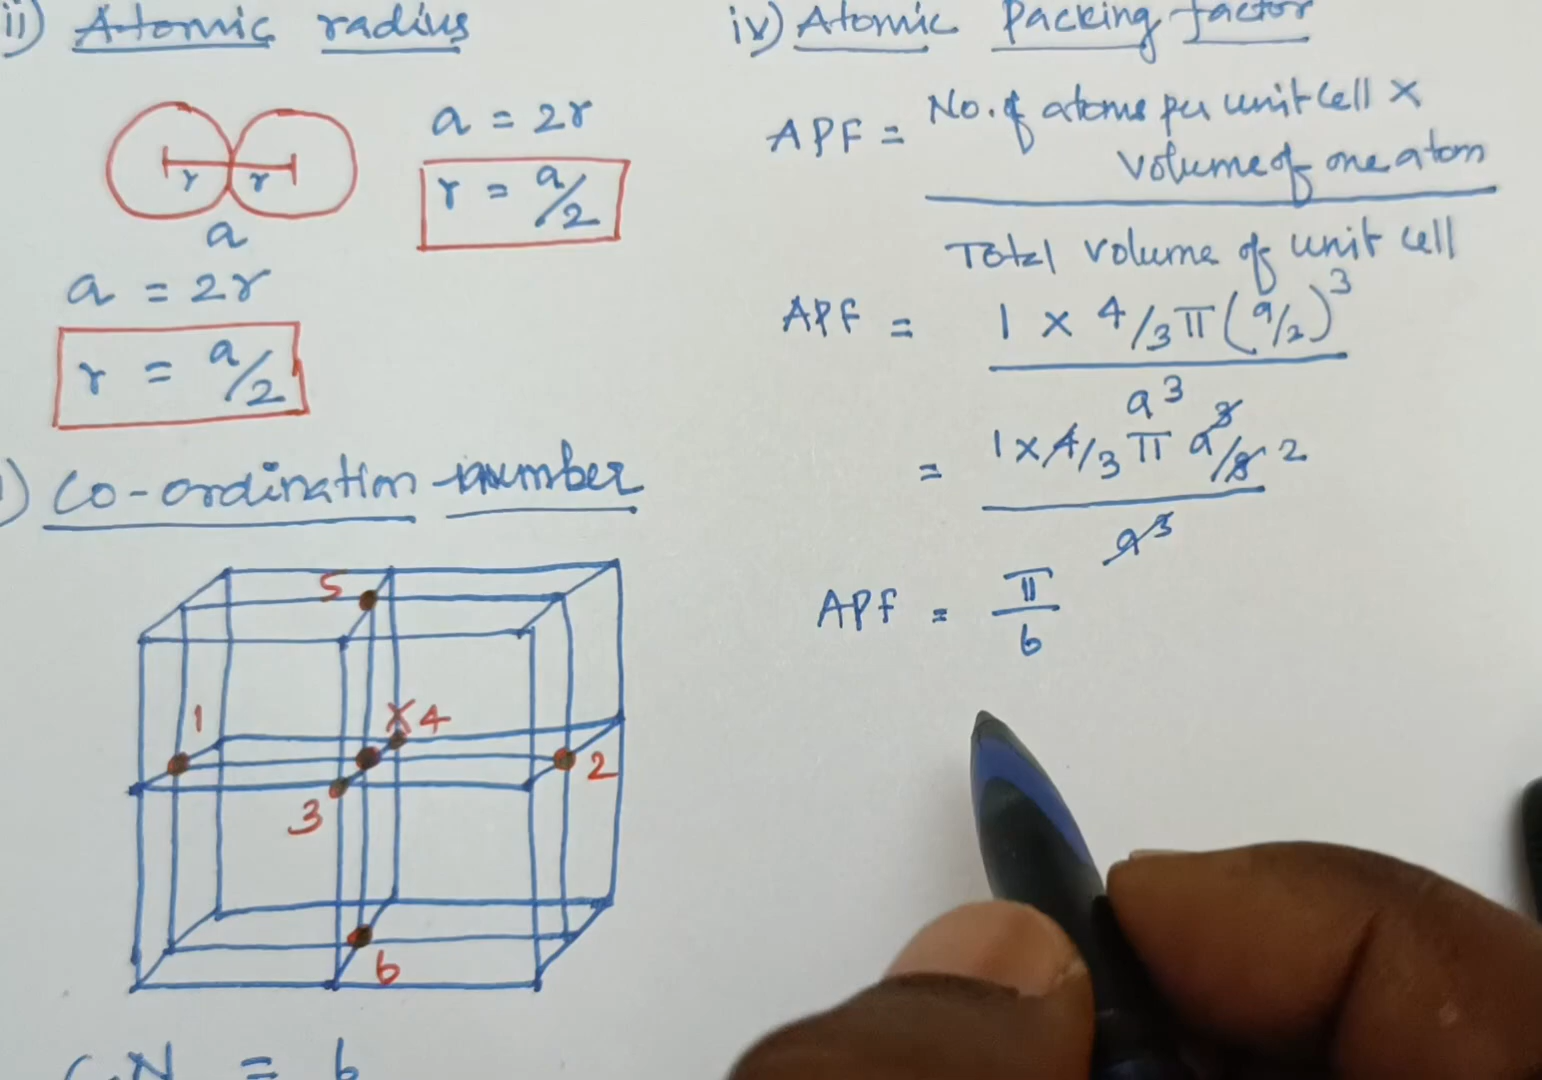 ii) Atomic radius
r r
a
a = 2r
r = a/2
a = 2r
r = a/2
) Co-ordination number
5
1
X 4
2
3
6
C.N = 6
iv) Atomic Packing factor
APF = No. of atoms per unit cell x
volume of one atom
Total volume of unit cell
APF = 1 x 4/3 π (a/2)³
a³
= 1 x 4/3 π a³/8 2
a³
APF = π
6